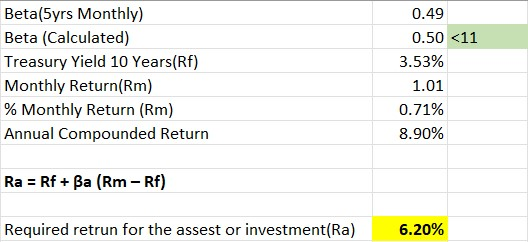 Beta(5yrs Monthly) 0.49
Beta (Calculated) 0.50 <11
Treasury Yield 10 Years(Rf) 3.53%
Monthly Return(Rm) 1.01
% Monthly Return (Rm) 0.71%
Annual Compounded Return 8.90%
Ra = Rf + βa (Rm – Rf)
Required retrun for the assest or investment(Ra) 6.20%